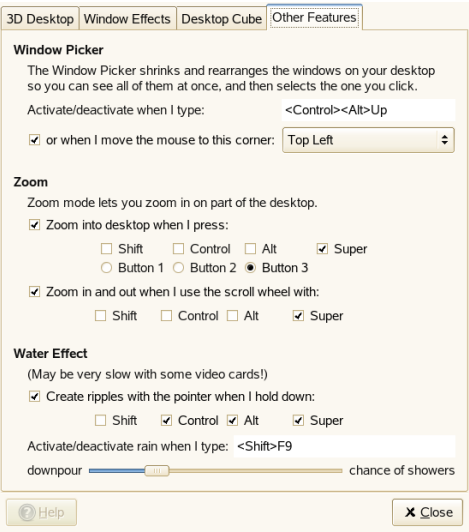 3D Desktop Window Effects Desktop Cube Other Features
Window Picker
The Window Picker shrinks and rearranges the windows on your desktop
so you can see all of them at once, and then selects the one you click.
Activate/deactivate when I type: <Control><Alt>Up
or when I move the mouse to this corner: Top Left
Zoom
Zoom mode lets you zoom in on part of the desktop.
Zoom into desktop when I press:
Shift Control Alt Super
Button 1 Button 2 Button 3
Zoom in and out when I use the scroll wheel with:
Shift Control Alt Super
Water Effect
(May be very slow with some video cards!)
Create ripples with the pointer when I hold down:
Shift Control Alt Super
Activate/deactivate rain when I type: <Shift>F9
downpour chance of showers
Help Close